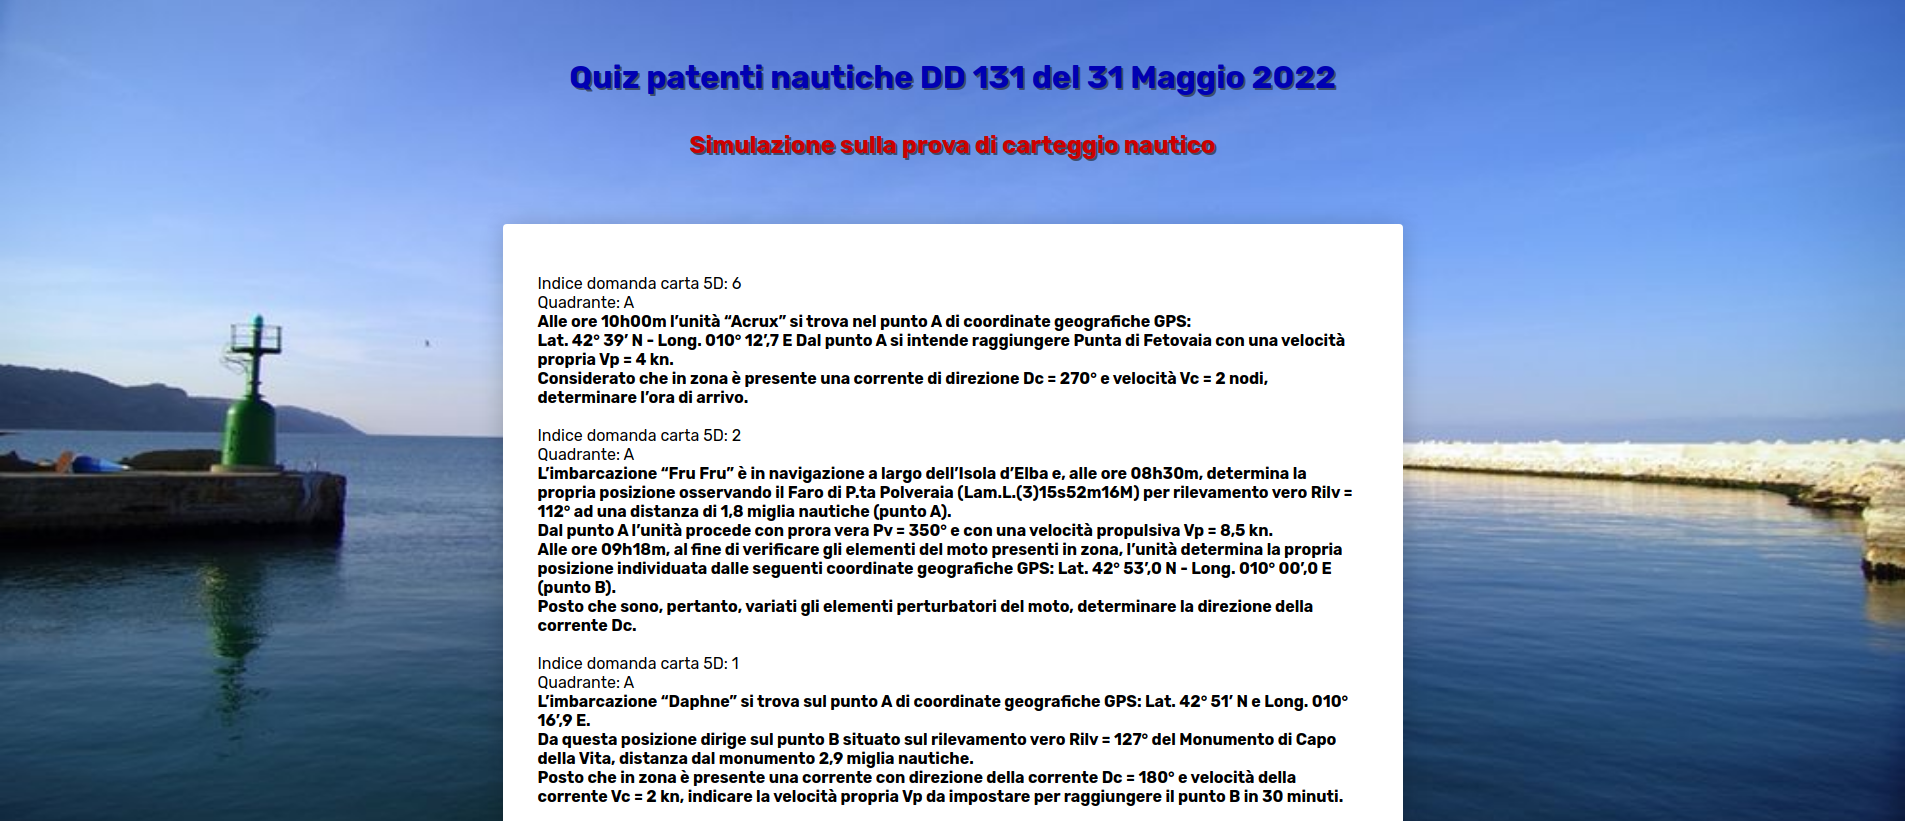 Quiz patenti nautiche DD 131 del 31 Maggio 2022
Simulazione sulla prova di carteggio nautico
Indice domanda carta 5D: 6
Quadrante: A
Alle ore 10h00m l’unità “Acrux” si trova nel punto A di coordinate geografiche GPS:
Lat. 42° 39’ N - Long. 010° 12’,7 E Dal punto A si intende raggiungere Punta di Fetovaia con una velocità
propria Vp = 4 kn.
Considerato che in zona è presente una corrente di direzione Dc = 270° e velocità Vc = 2 nodi,
determinare l’ora di arrivo.
Indice domanda carta 5D: 2
Quadrante: A
L’imbarcazione “Fru Fru” è in navigazione a largo dell’Isola d’Elba e, alle ore 08h30m, determina la
propria posizione osservando il Faro di P.ta Polveraia (Lam.L.(3)15s52m16M) per rilevamento vero Rilv =
112° ad una distanza di 1,8 miglia nautiche (punto A).
Dal punto A l’unità procede con prora vera Pv = 350° e con una velocità propulsiva Vp = 8,5 kn.
Alle ore 09h18m, al fine di verificare gli elementi del moto presenti in zona, l’unità determina la propria
posizione individuata dalle seguenti coordinate geografiche GPS: Lat. 42° 53’,0 N - Long. 010° 00’,0 E
(punto B).
Posto che sono, pertanto, variati gli elementi perturbatori del moto, determinare la direzione della
corrente Dc.
Indice domanda carta 5D: 1
Quadrante: A
L’imbarcazione “Daphne” si trova sul punto A di coordinate geografiche GPS: Lat. 42° 51’ N e Long. 010°
16’,9 E.
Da questa posizione dirige sul punto B situato sul rilevamento vero Rilv = 127° del Monumento di Capo
della Vita, distanza dal monumento 2,9 miglia nautiche.
Posto che in zona è presente una corrente con direzione della corrente Dc = 180° e velocità della
corrente Vc = 2 kn, indicare la velocità propria Vp da impostare per raggiungere il punto B in 30 minuti.